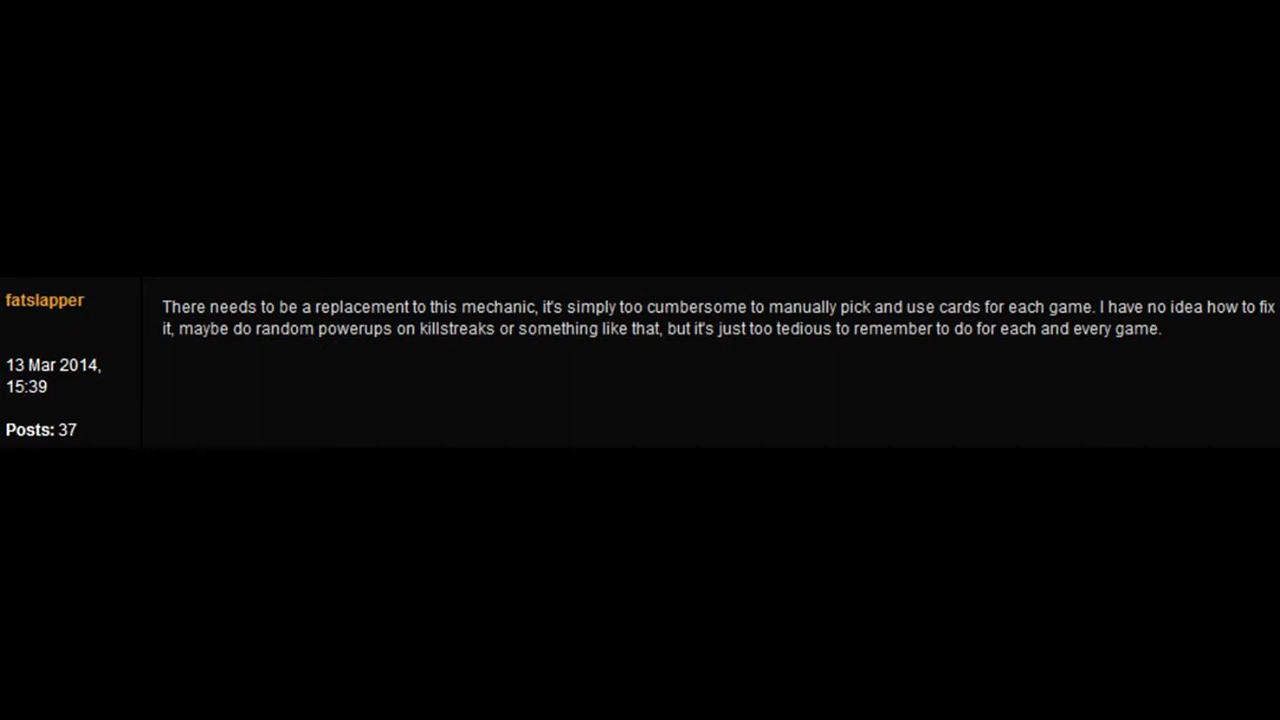 fatslapper
13 Mar 2014,
15:39
Posts: 37
There needs to be a replacement to this mechanic, it's simply too cumbersome to manually pick and use cards for each game. I have no idea how to fix
it, maybe do random powerups on killstreaks or something like that, but it's just too tedious to remember to do for each and every game.